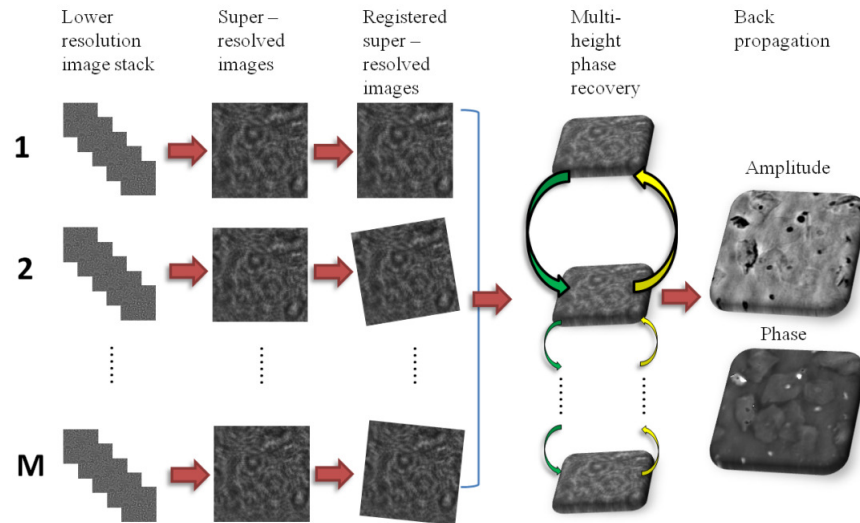 Lower
resolution
image stack
Super –
resolved
images
Registered
super –
resolved
images
Multi-
height
phase
recovery
Back
propagation
1
2
M
Amplitude
Phase